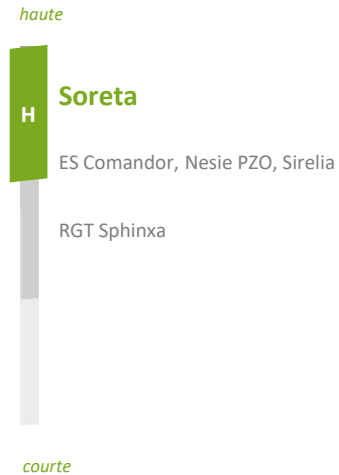 haute
H
Soreta
ES Comandor, Nesie PZO, Sirelia
RGT Sphinxa
courte